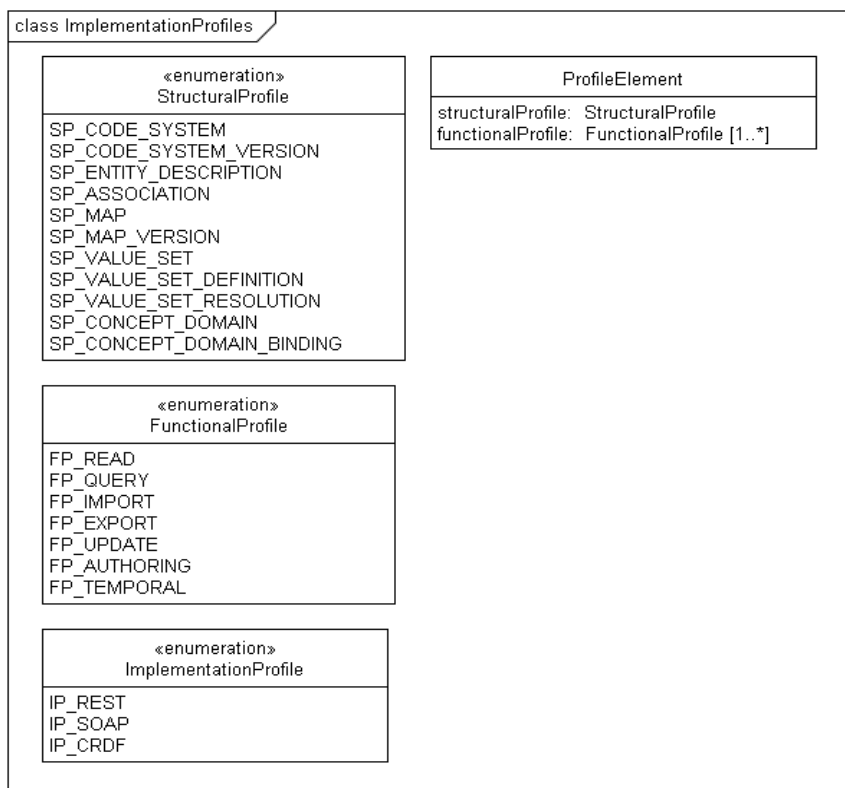 class ImplementationProfiles
«enumeration»
StructuralProfile
SP_CODE_SYSTEM
SP_CODE_SYSTEM_VERSION
SP_ENTITY_DESCRIPTION
SP_ASSOCIATION
SP_MAP
SP_MAP_VERSION
SP_VALUE_SET
SP_VALUE_SET_DEFINITION
SP_VALUE_SET_RESOLUTION
SP_CONCEPT_DOMAIN
SP_CONCEPT_DOMAIN_BINDING
ProfileElement
structuralProfile: StructuralProfile
functionalProfile: FunctionalProfile [1..*]
«enumeration»
FunctionalProfile
FP_READ
FP_QUERY
FP_IMPORT
FP_EXPORT
FP_UPDATE
FP_AUTHORING
FP_TEMPORAL
«enumeration»
ImplementationProfile
IP_REST
IP_SOAP
IP_CRDF